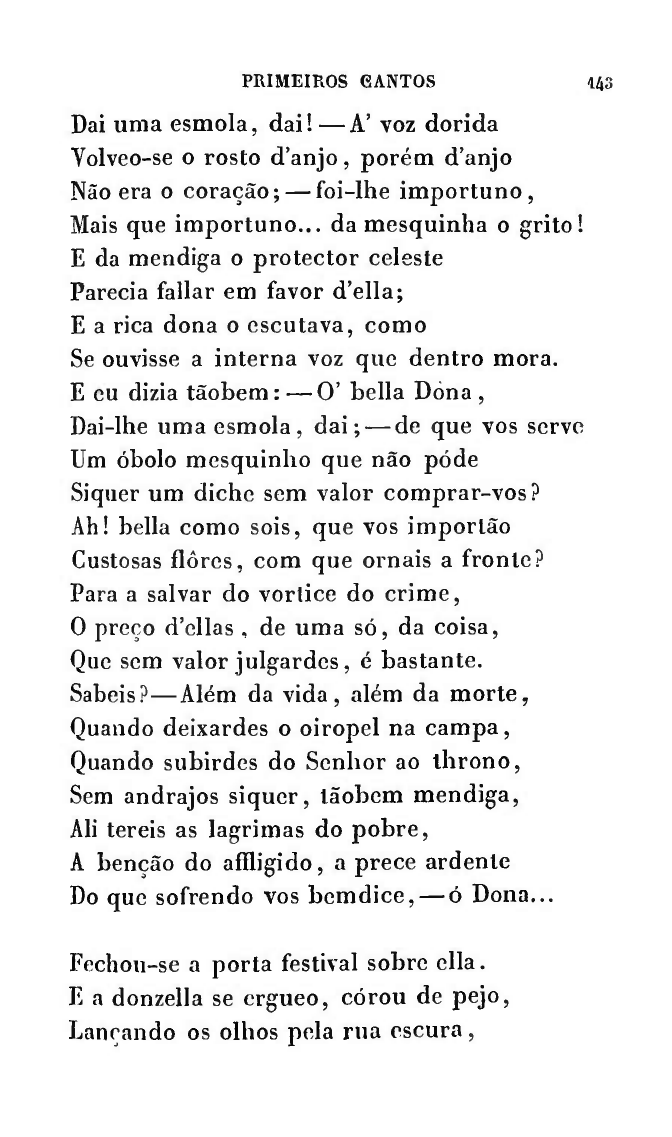 PRIMEIROS CANTOS 143
Dai uma esmola, dai! — A' voz dorida
Volveo-se o rosto d'anjo, porém d'anjo
Não era o coração; — foi-lhe importuno,
Mais que importuno... da mesquinha o grito!
E da mendiga o protector celeste
Parecia fallar em favor d'ella;
E a rica dona o escutava, como
Se ouvisse a interna voz que dentro mora.
E eu dizia tãobem: — O' bella Dona,
Dai-lhe uma esmola, dai; — de que vos serve
Um óbolo mesquinho que não póde
Siquer um diche sem valor comprar-vos?
Ah! bella como sois, que vos importão
Custosas flôres, com que ornais a fronte?
Para a salvar do vortice do crime,
O preço d'ellas, de uma só, da coisa,
Que sem valor julgardes, é bastante.
Sabeis? — Além da vida, além da morte,
Quando deixardes o oiropel na campa,
Quando subirdes do Senhor ao throno,
Sem andrajos siquer, tãobem mendiga,
Ali tereis as lagrimas do pobre,
A benção do affligido, a prece ardente
Do que sofrendo vos bemdice, — ó Dona...
Fechou-se a porta festival sobre ella.
E a donzella se ergueo, córou de pejo,
Lançando os olhos pela rua escura,